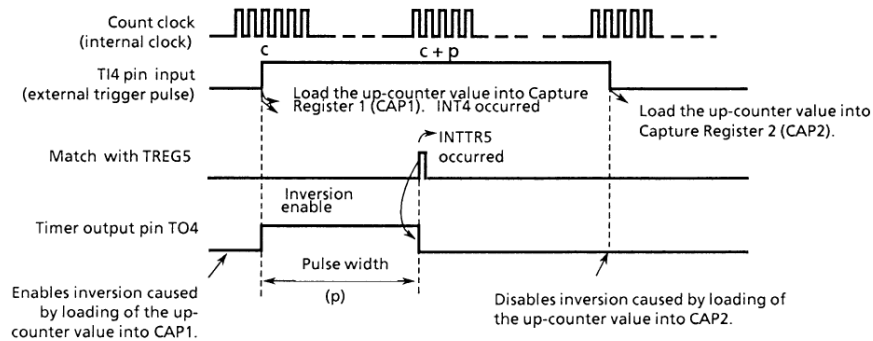 Count clock
(internal clock)
c
c + p
TI4 pin input
(external trigger pulse)
Load the up-counter value into Capture
Register 1 (CAP1). INT4 occurred
Load the up-counter value into
Capture Register 2 (CAP2).
INTTR5
occurred
Match with TREG5
Inversion
enable
Timer output pin TO4
Pulse width
(p)
Enables inversion caused
by loading of the up-
counter value into CAP1.
Disables inversion caused by loading of
the up-counter value into CAP2.